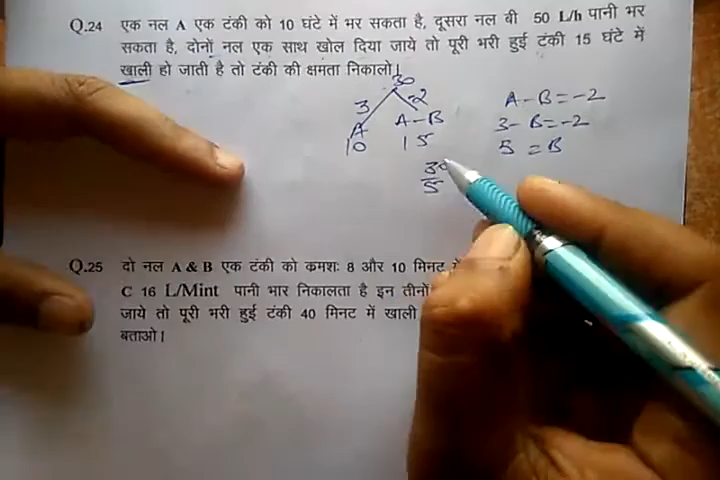 Q.24 एक नल A एक टंकी को 10 घंटे में भर सकता है, दूसरा नल बी 50 L/h पानी भर
सकता है, दोनों नल एक साथ खोल दिया जाये तो पूरी भरी हुई टंकी 15 घंटे में
खाली हो जाती है तो टंकी की क्षमता निकालो।
30
3 -2
A A-B
10 15
A-B=-2
3-B=-2
5=B
30
5
Q.25 दो नल A & B एक टंकी को कमशः 8 और 10 मिनट
C 16 L/Mint पानी भार निकालता है इन तीनों
जाये तो पूरी भरी हुई टंकी 40 मिनट में खाली
बताओ।